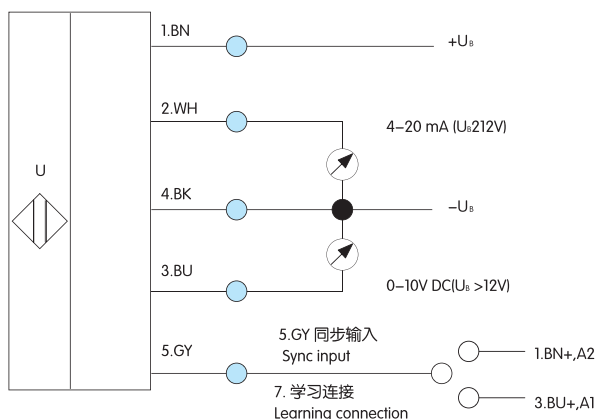 1.BN
+UB
2.WH
4-20 mA (UB212V)
U
4.BK
-UB
3.BU
0-10V DC(UB >12V)
5.GY
5.GY 同步输入
Sync input
1.BN+,A2
7. 学习连接
Learning connection
3.BU+,A1